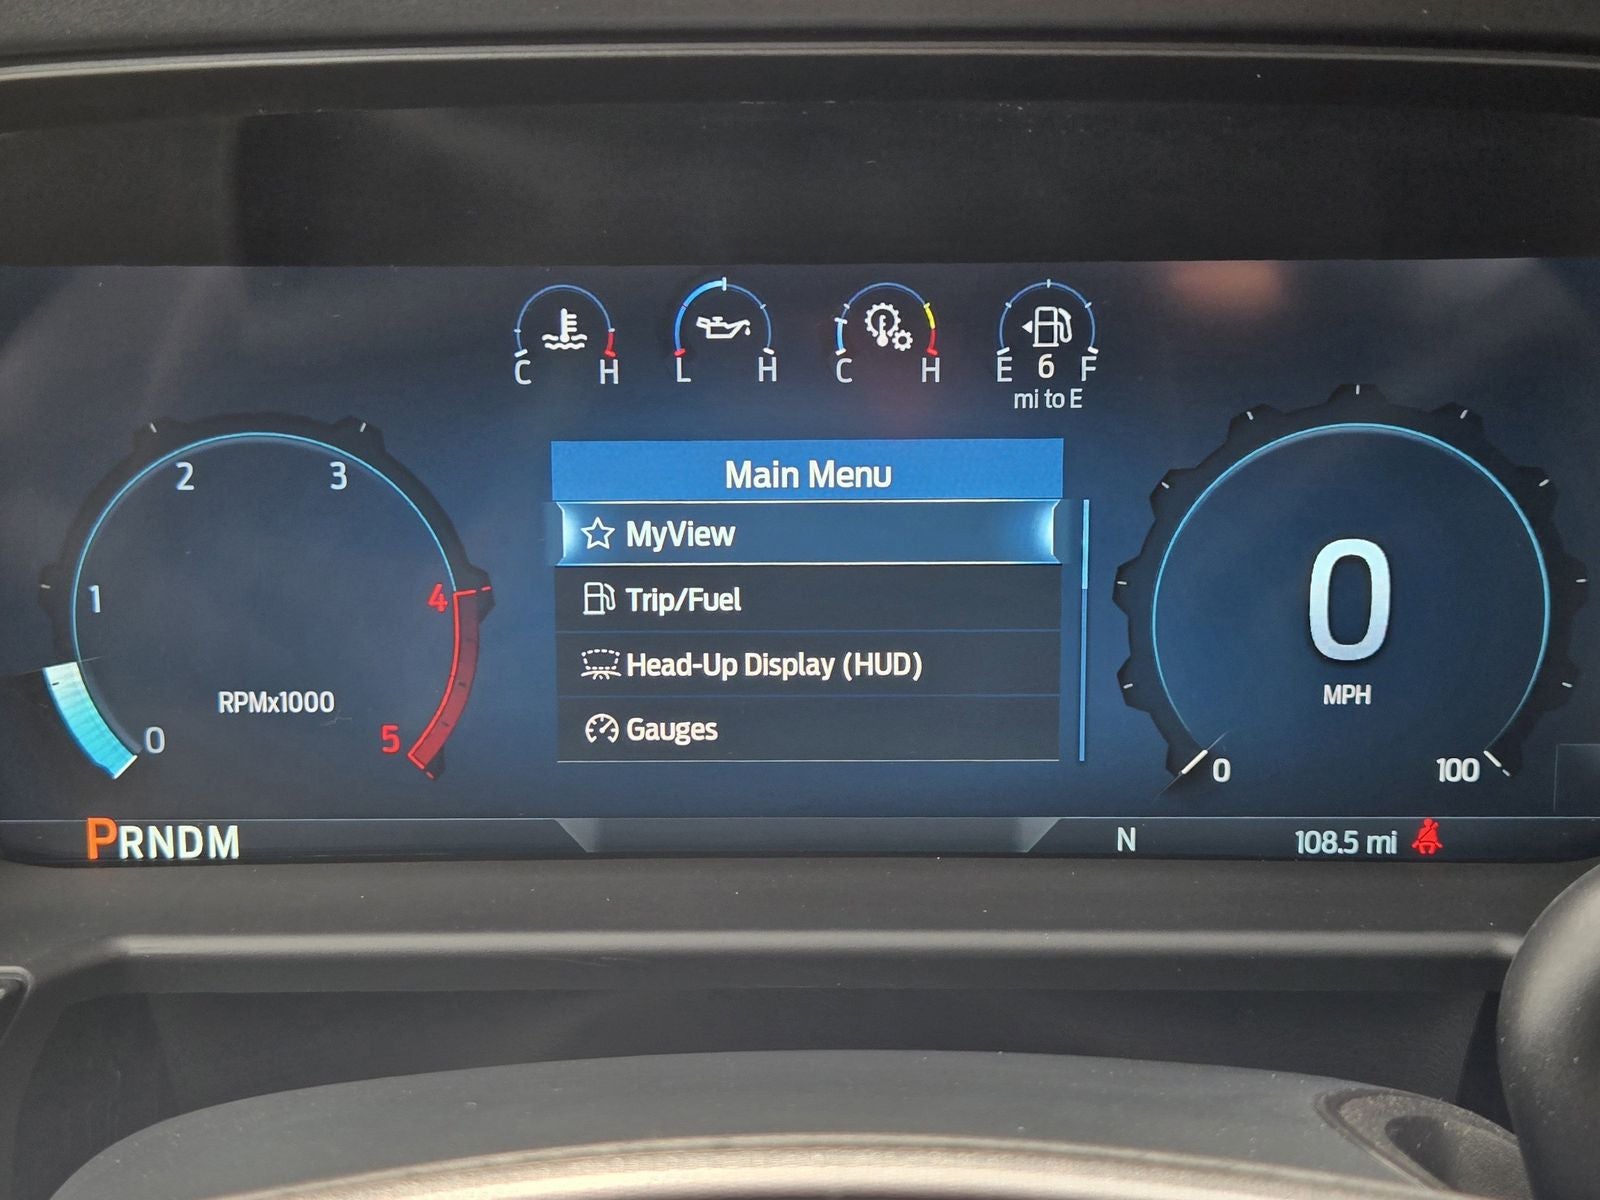 C H
L H
C H
E 6 F
mi to E
Main Menu
MyView
Trip/Fuel
Head-Up Display (HUD)
Gauges
0
1
2
3
4
5
RPMx1000
0
MPH
0
100
PRNDM
N
108.5 mi